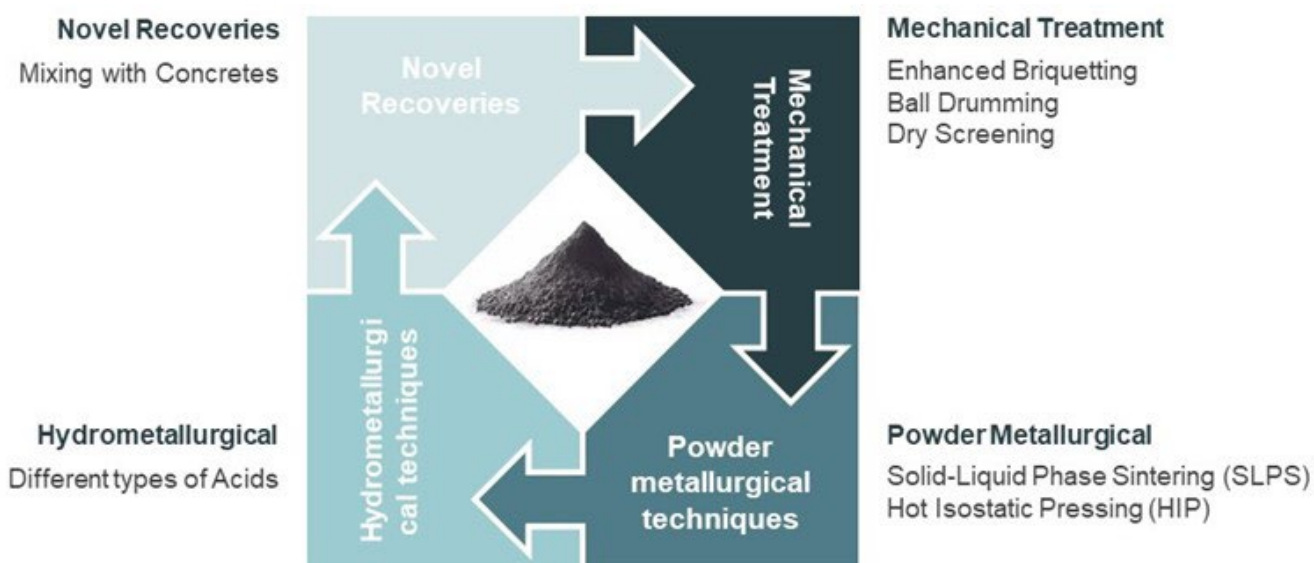 Novel Recoveries
Mixing with Concretes
Novel
Recoveries
Mechanical
Treatment
Mechanical Treatment
Enhanced Briquetting
Ball Drumming
Dry Screening
Hydrometallurgical
Different types of Acids
Hydrometallurgi
cal techniques
Powder
metallurgical
techniques
Powder Metallurgical
Solid-Liquid Phase Sintering (SLPS)
Hot Isostatic Pressing (HIP)